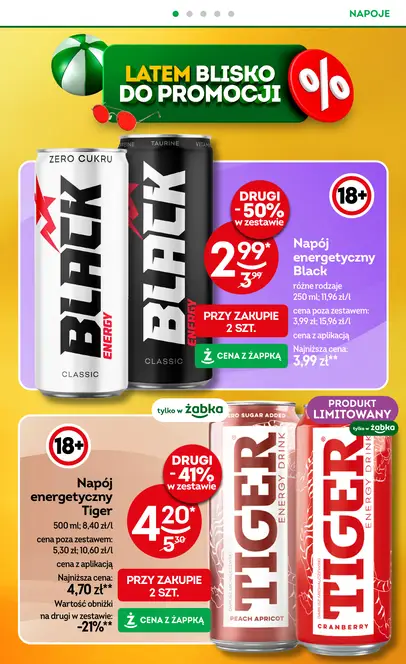 NAPOJE
LATEM BLISKO
DO PROMOCJI
%
ZERO CUKRU
TAURINE
BLACK
ENERGY
CLASSIC
BLACK
ENERGY
CLASSIC
DRUGI
-50%
w zestawie
2 99*
3 99
PRZY ZAKUPIE
2 SZT.
Ż CENA Z ŻAPPKĄ
18+
Napój
energetyczny
Black
różne rodzaje
250 ml; 11,96 zł/l
cena poza zestawem:
3,99 zł; 15,96 zł/l
cena z aplikacją
Najniższa cena:
3,99 zł**
18+
Napój
energetyczny
Tiger
500 ml; 8,40 zł/l
cena poza zestawem:
5,30 zł; 10,60 zł/l
cena z aplikacją
Najniższa cena:
4,70 zł**
Wartość obniżki
na drugi w zestawie:
-21%**
DRUGI
-41%
w zestawie
4 20*
5 30
PRZY ZAKUPIE
2 SZT.
Ż CENA Z ŻAPPKĄ
tylko w żabka
PRODUKT
LIMITOWANY
tylko w żabka
ZERO SUGAR ADDED
TIGER
ENERGY DRINK
PEACH APRICOT
TIGER
ENERGY DRINK
CRANBERRY